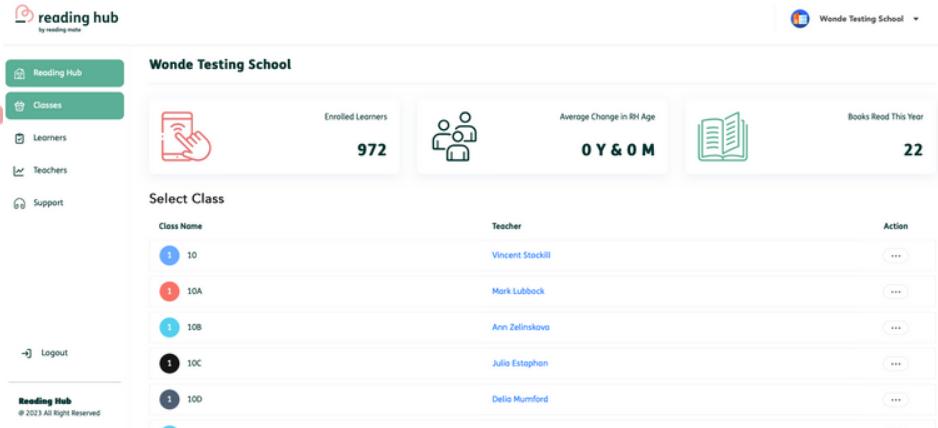 reading hub
by reading mate
Wonde Testing School
Reading Hub
Classes
Learners
Teachers
Support
Logout
Reading Hub
@ 2023 All Right Reserved
Wonde Testing School
Enrolled Learners
972
Average Change in RH Age
0 Y & 0 M
Books Read This Year
22
Select Class
Class Name Teacher Action
1 10 Vincent Stockill ...
1 10A Mark Lubbock ...
1 10B Ann Zelinskova ...
1 10C Julia Estaphan ...
1 10D Delia Mumford ...